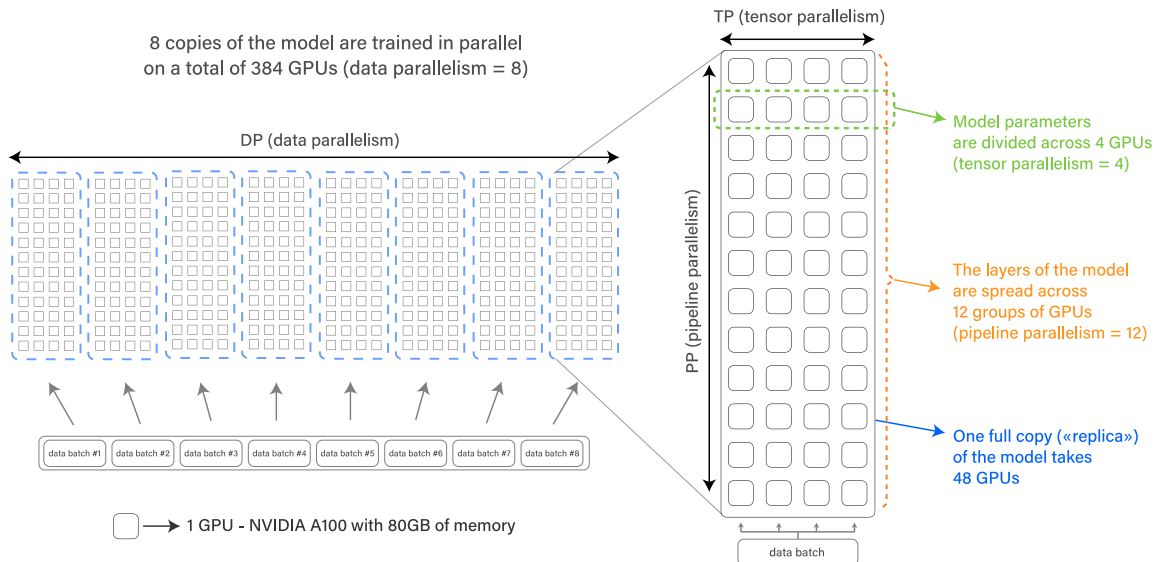 8 copies of the model are trained in parallel
on a total of 384 GPUs (data parallelism = 8)
DP (data parallelism)
data batch #1
data batch #2
data batch #3
data batch #4
data batch #5
data batch #6
data batch #7
data batch #8
1 GPU - NVIDIA A100 with 80GB of memory
TP (tensor parallelism)
PP (pipeline parallelism)
data batch
Model parameters
are divided across 4 GPUs
(tensor parallelism = 4)
The layers of the model
are spread across
12 groups of GPUs
(pipeline parallelism = 12)
One full copy («replica»)
of the model takes
48 GPUs